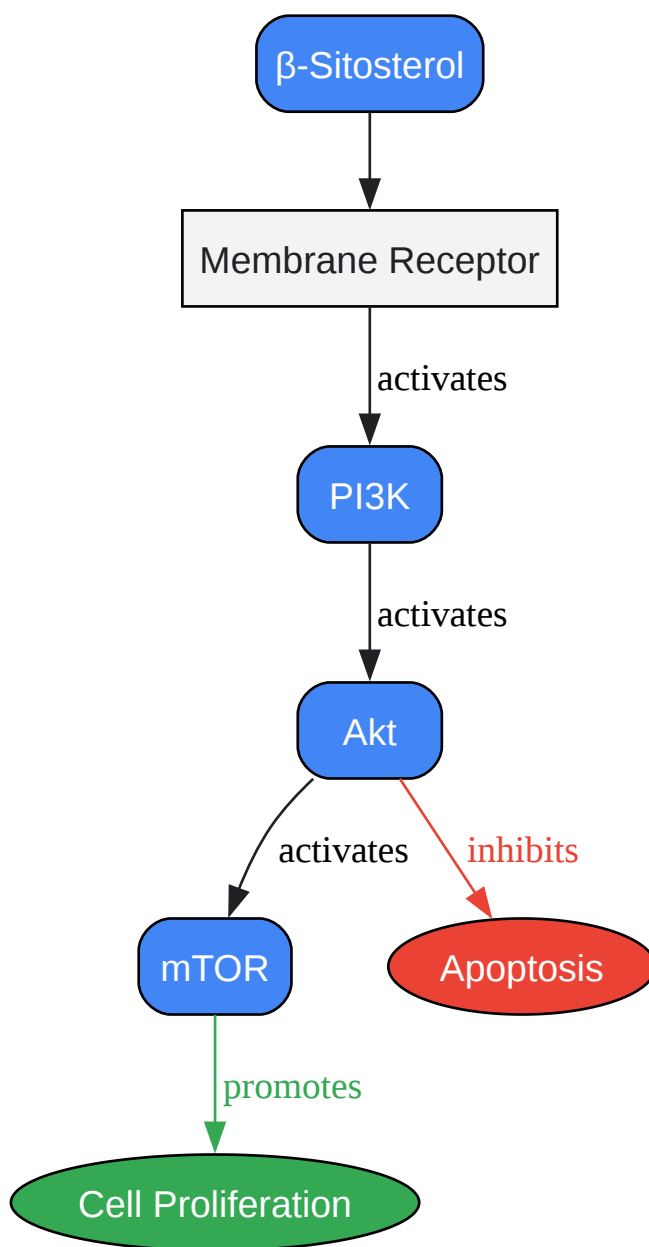 β-Sitosterol
Membrane Receptor
activates
PI3K
activates
Akt
activates
inhibits
mTOR
Apoptosis
promotes
Cell Proliferation